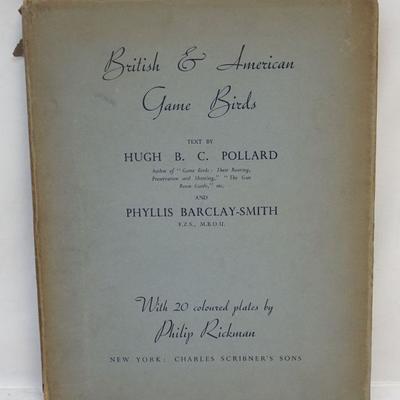 British & American
Game Birds
TEXT BY
HUGH B. C. POLLARD
Author of "Game Birds: Their Rearing,
Preservation and Shooting," "The Gun
Room Guide," etc.
AND
PHYLLIS BARCLAY-SMITH
F.Z.S., M.B.O.U.
With 20 coloured plates by
Philip Rickman
NEW YORK: CHARLES SCRIBNER'S SONS